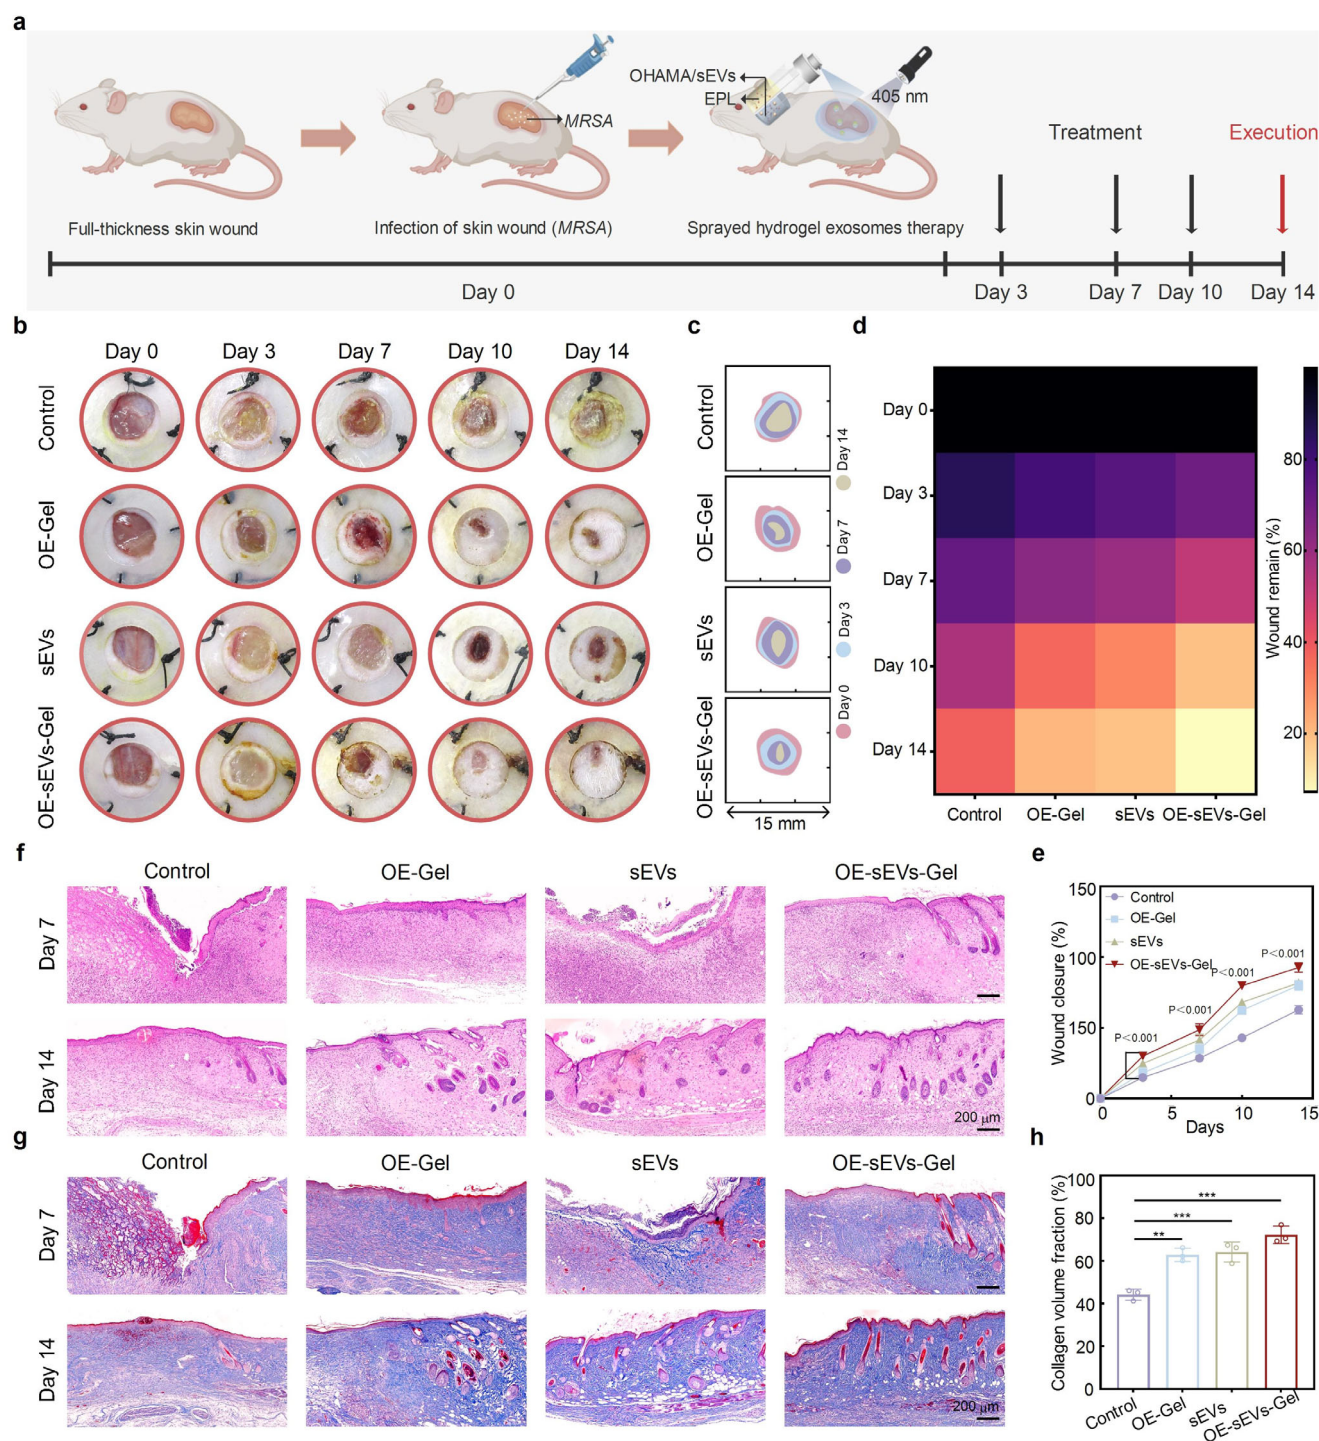 a
OHAMA/sEVs
EPL
405 nm
MRSA
Treatment
Execution
Full-thickness skin wound
Infection of skin wound (MRSA)
Sprayed hydrogel exosomes therapy
Day 0
Day 3
Day 7
Day 10
Day 14
b
Day 0
Day 3
Day 7
Day 10
Day 14
Control
OE-Gel
sEVs
OE-sEVs-Gel
c
Control
OE-Gel
sEVs
OE-sEVs-Gel
Day 14
Day 7
Day 3
Day 0
15 mm
d
Day 0
Day 3
Day 7
Day 10
Day 14
Control
OE-Gel
sEVs
OE-sEVs-Gel
80
60
40
20
Wound remain (%)
f
Control
OE-Gel
sEVs
OE-sEVs-Gel
Day 7
Day 14
200 μm
e
150
100
150
0
Wound closure (%)
Control
OE-Gel
sEVs
OE-sEVs-Gel
P<0.001
P<0.001
P<0.001
P<0.001
0
5
10
15
Days
g
Control
OE-Gel
sEVs
OE-sEVs-Gel
Day 7
Day 14
200 μm
h
100
80
60
40
20
0
Collagen volume fraction (%)
***
***
**
Control
OE-Gel
sEVs
OE-sEVs-Gel